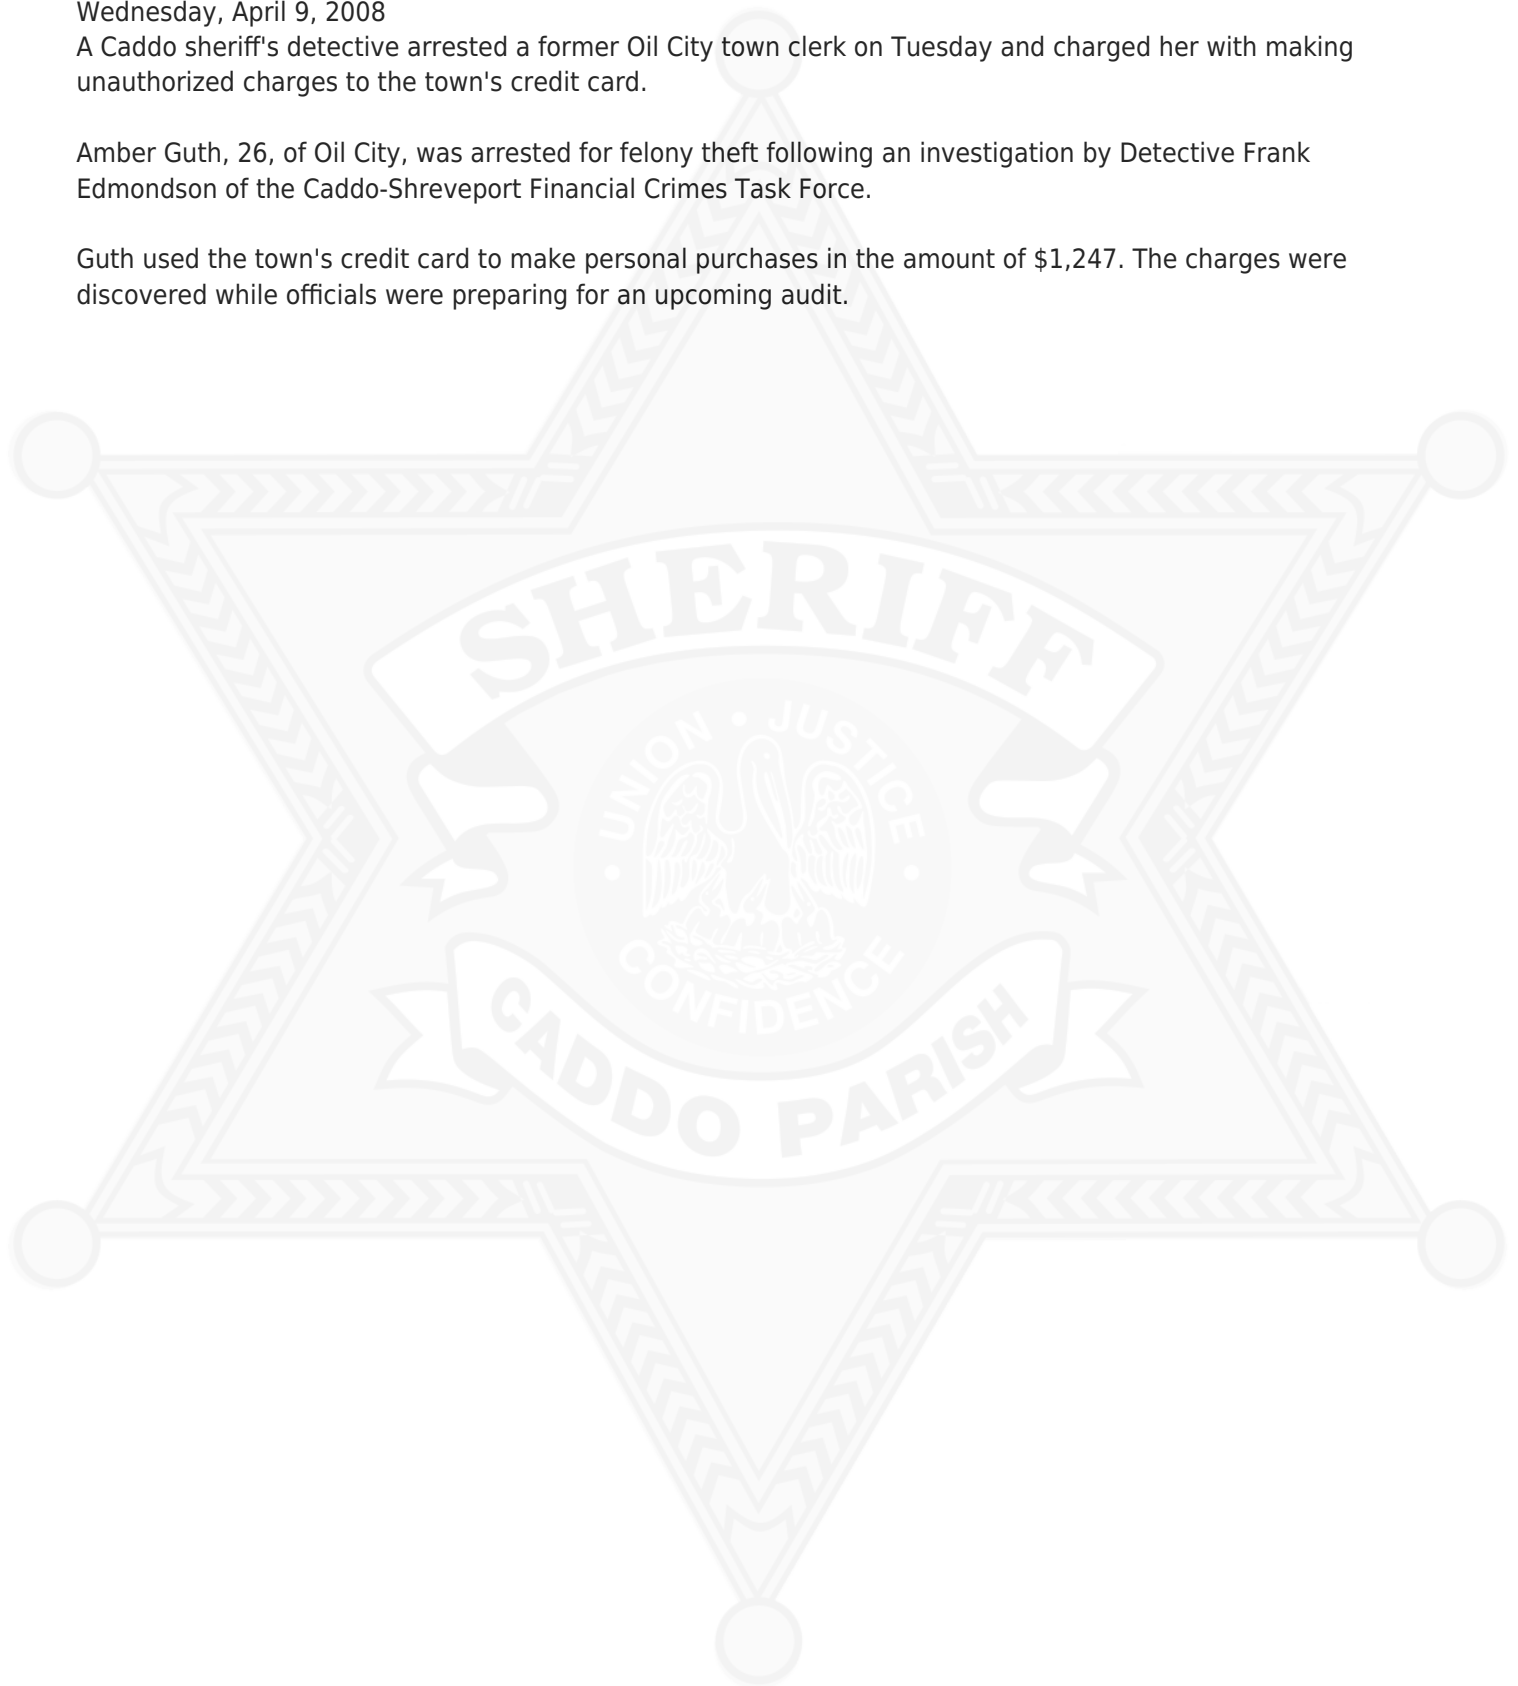 Wednesday, April 9, 2008
A Caddo sheriff's detective arrested a former Oil City town clerk on Tuesday and charged her with making
unauthorized charges to the town's credit card.
Amber Guth, 26, of Oil City, was arrested for felony theft following an investigation by Detective Frank
Edmondson of the Caddo-Shreveport Financial Crimes Task Force.
Guth used the town's credit card to make personal purchases in the amount of $1,247. The charges were
discovered while officials were preparing for an upcoming audit.
SHERIFF
UNION • JUSTICE
• CONFIDENCE •
CADDO PARISH